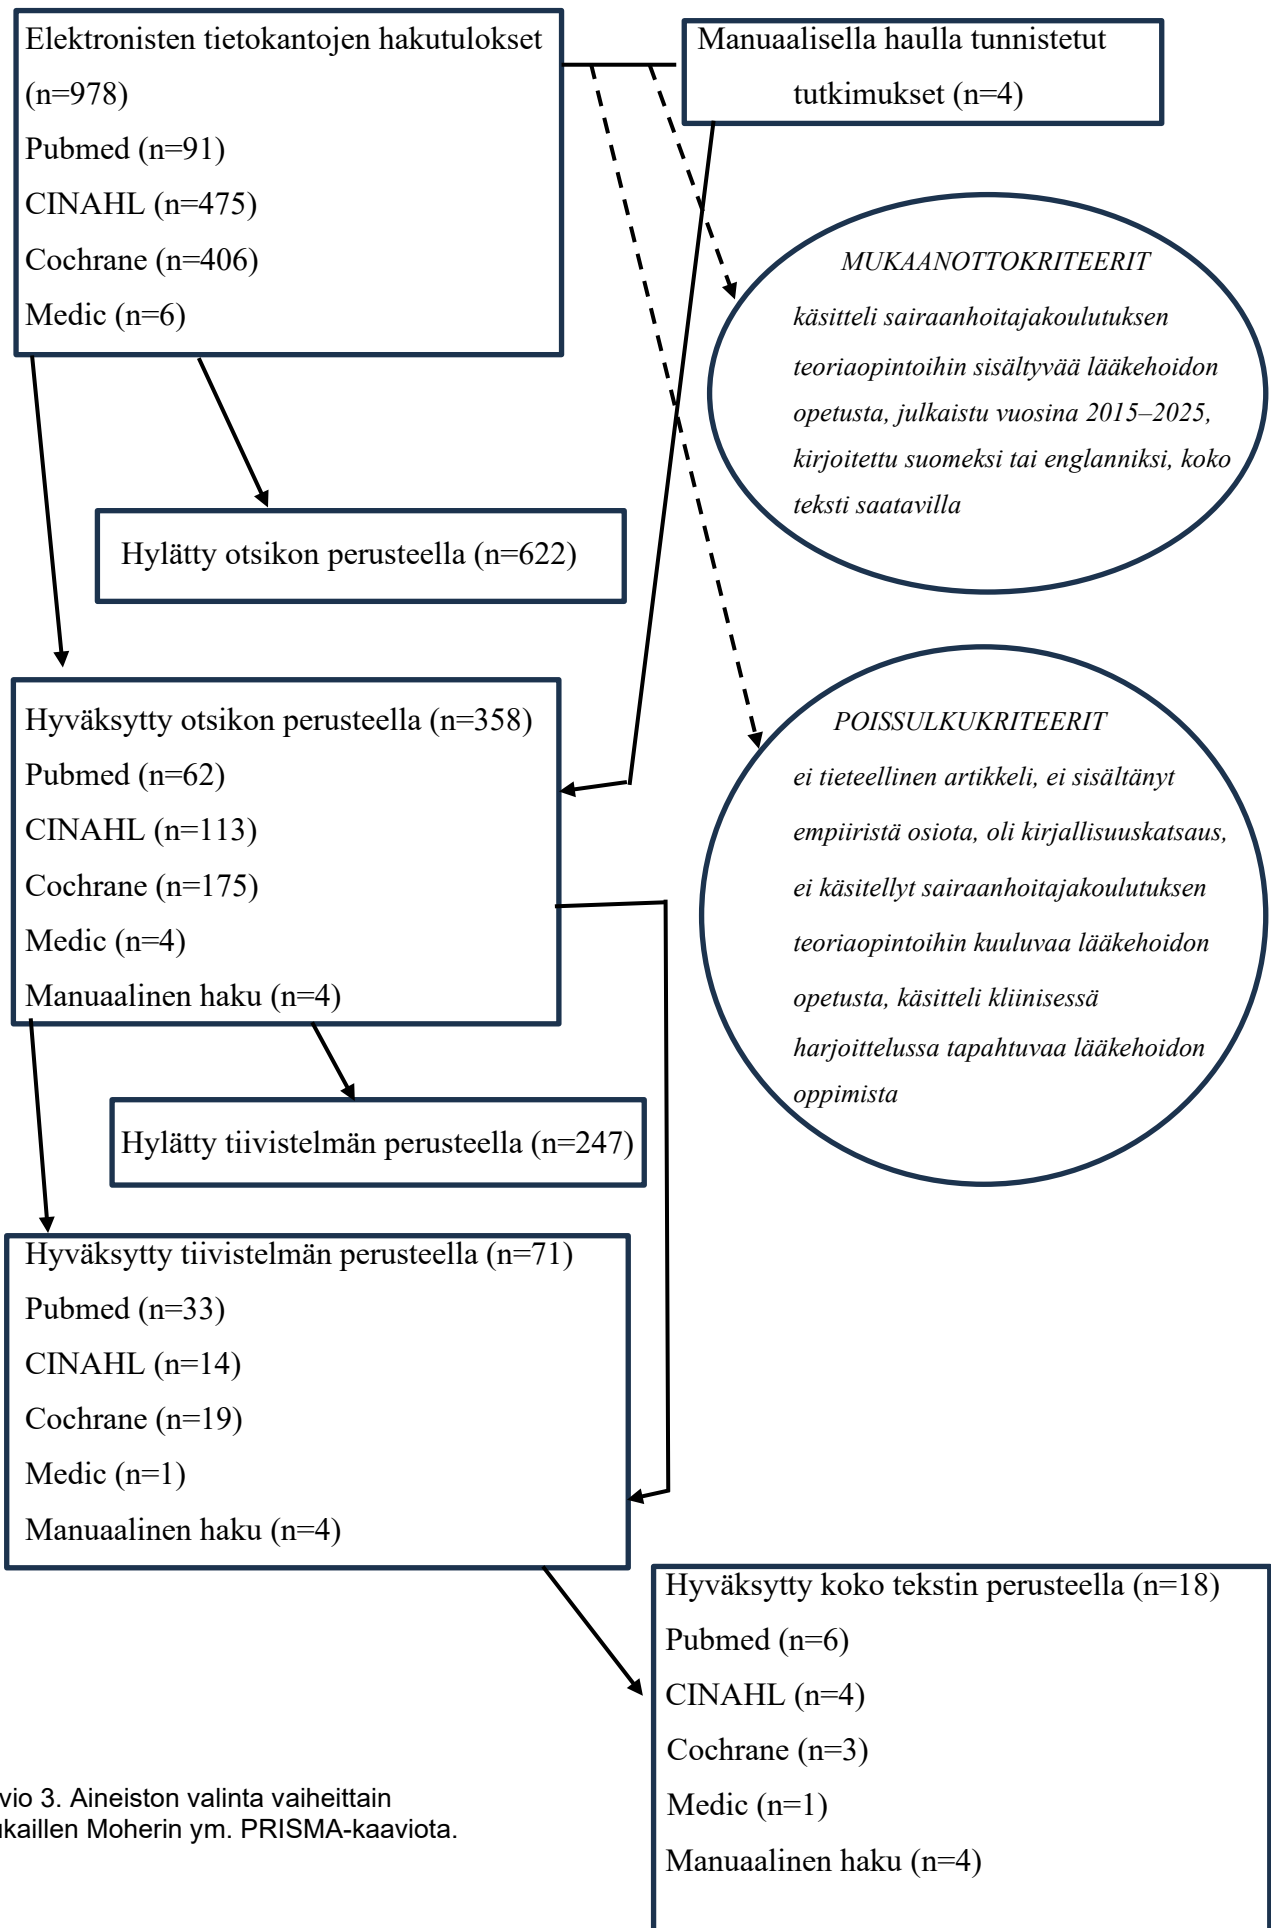 Elektronisten tietokantojen hakutulokset
(n=978)
Pubmed (n=91)
CINAHL (n=475)
Cochrane (n=406)
Medic (n=6)
Manuaalisella haulla tunnistetut
tutkimukset (n=4)
MUKAANOTTOKRITEERIT
käsitteli sairaanhoitajakoulutuksen
teoriaopintoihin sisältyvää lääkehoidon
opetusta, julkaistu vuosina 2015–2025,
kirjoitettu suomeksi tai englanniksi, koko
teksti saatavilla
Hylätty otsikon perusteella (n=622)
Hyväksytty otsikon perusteella (n=358)
Pubmed (n=62)
CINAHL (n=113)
Cochrane (n=175)
Medic (n=4)
Manuaalinen haku (n=4)
POISSULKUKRITEERIT
ei tieteellinen artikkeli, ei sisältänyt
empiiristä osiota, oli kirjallisuuskatsaus,
ei käsitellyt sairaanhoitajakoulutuksen
teoriaopintoihin kuuluvaa lääkehoidon
opetusta, käsitteli kliinisessä
harjoittelussa tapahtuvaa lääkehoidon
oppimista
Hylätty tiivistelmän perusteella (n=247)
Hyväksytty tiivistelmän perusteella (n=71)
Pubmed (n=33)
CINAHL (n=14)
Cochrane (n=19)
Medic (n=1)
Manuaalinen haku (n=4)
Hyväksytty koko tekstin perusteella (n=18)
Pubmed (n=6)
CINAHL (n=4)
Cochrane (n=3)
Medic (n=1)
Manuaalinen haku (n=4)
vio 3. Aineiston valinta vaiheittain
ukaillen Moherin ym. PRISMA-kaaviota.